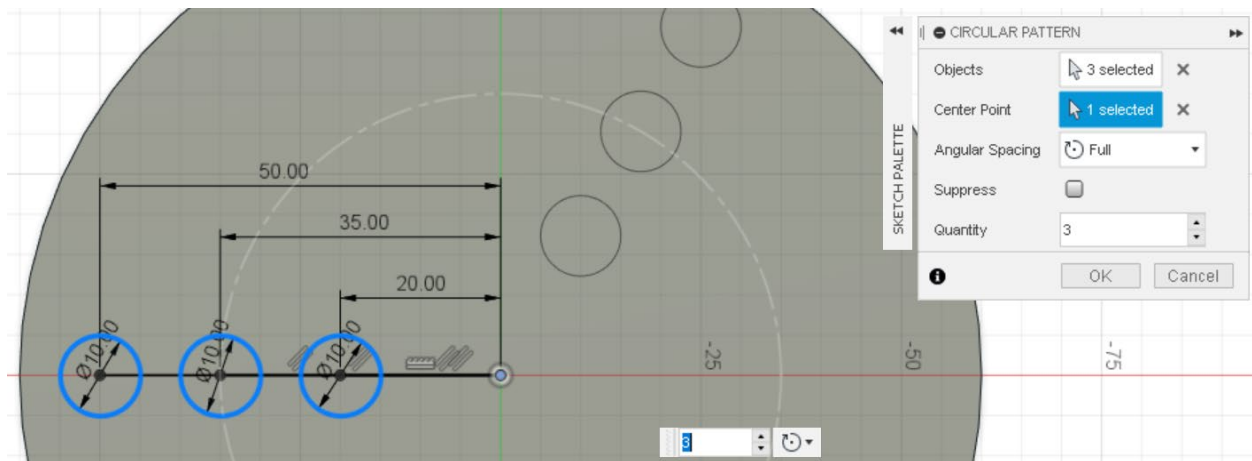 CIRCULAR PATTERN
Objects
3 selected
Center Point
1 selected
Angular Spacing
Full
Suppress
Quantity
3
OK
Cancel
SKETCH PALETTE
50.00
35.00
20.00
Ø10.00
Ø10.00
Ø10.00
-25
-50
-75
3